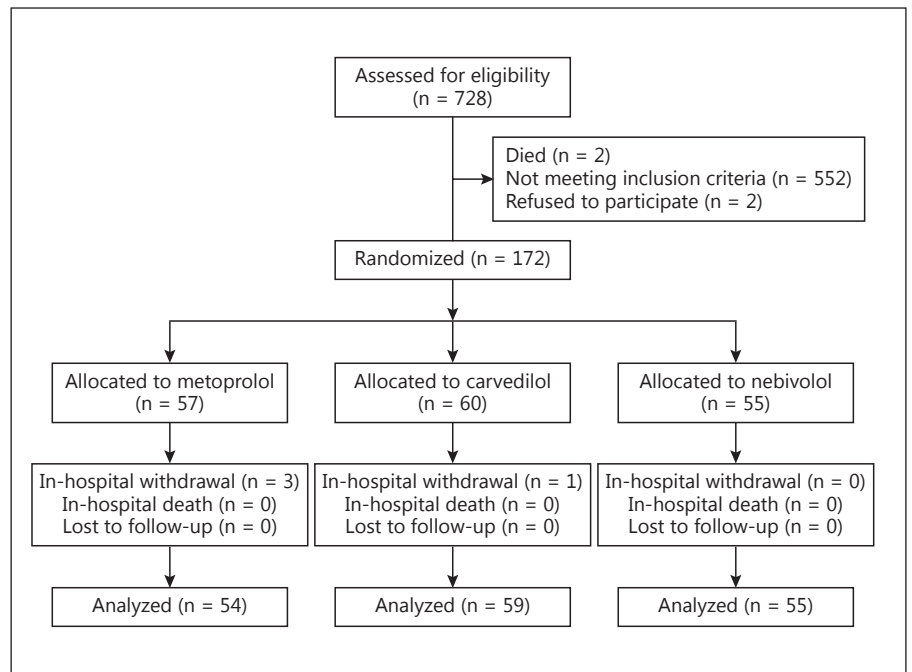 Assessed for eligibility
(n = 728)
Died (n = 2)
Not meeting inclusion criteria (n = 552)
Refused to participate (n = 2)
Randomized (n = 172)
Allocated to metoprolol
(n = 57)
Allocated to carvedilol
(n = 60)
Allocated to nebivolol
(n = 55)
In-hospital withdrawal (n = 3)
In-hospital death (n = 0)
Lost to follow-up (n = 0)
In-hospital withdrawal (n = 1)
In-hospital death (n = 0)
Lost to follow-up (n = 0)
In-hospital withdrawal (n = 0)
In-hospital death (n = 0)
Lost to follow-up (n = 0)
Analyzed (n = 54)
Analyzed (n = 59)
Analyzed (n = 55)